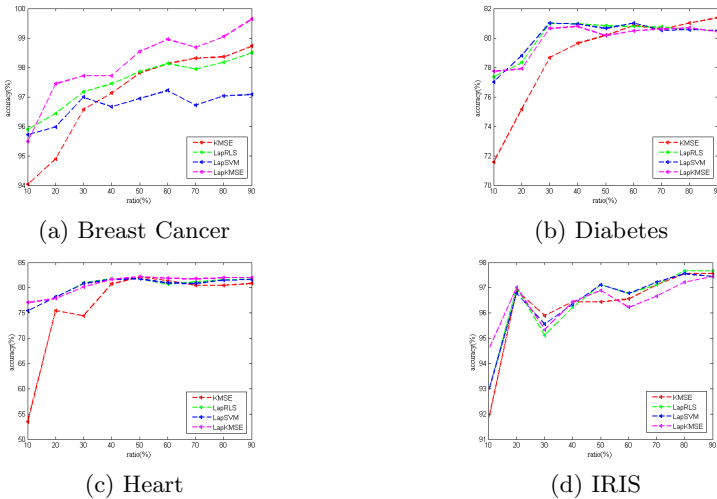 100
99
98
97
96
95
94
accuracy(%)
10 20 30 40 50 60 70 80 90
ratio(%)
KMSE
LapRLS
LapSVM
LapKMSE
(a) Breast Cancer
82
80
78
76
74
72
70
accuracy(%)
10 20 30 40 50 60 70 80 90
ratio(%)
KMSE
LapRLS
LapSVM
LapKMSE
(b) Diabetes
85
80
75
70
65
60
55
50
accuracy(%)
10 20 30 40 50 60 70 80 90
ratio(%)
KMSE
LapRLS
LapSVM
LapKMSE
(c) Heart
98
97
96
95
94
93
92
91
accuracy(%)
10 20 30 40 50 60 70 80 90
ratio(%)
KMSE
LapRLS
LapSVM
LapKMSE
(d) IRIS